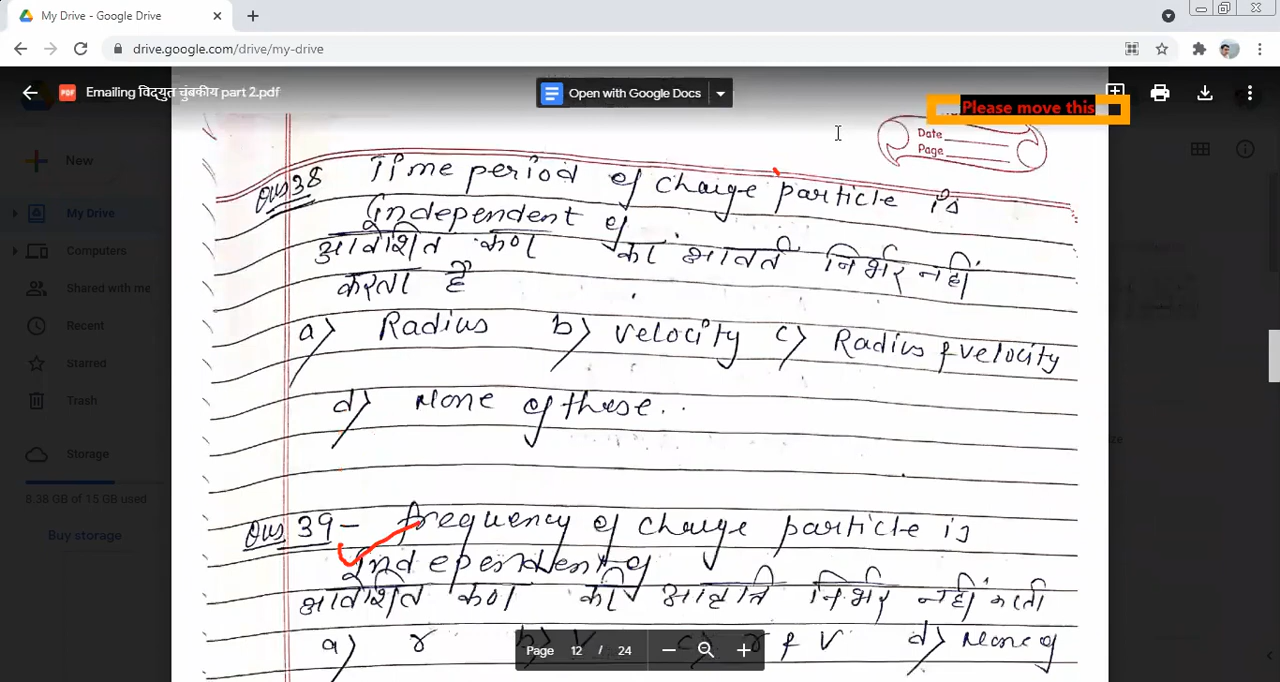 My Drive - Google Drive
drive.google.com/drive/my-drive
Emailing विद्युत चुंबकीय part 2.pdf
Open with Google Docs
Please move this
Date
Page
New
My Drive
Computers
Shared with me
Recent
Starred
Trash
Storage
8.38 GB of 15 GB used
Buy storage
Ques 38 Time period of charge particle is
Independent of
आवेशित कण का आवर्त निर्भर नहीं
करता है
a) Radius b) velocity c) Radius & velocity
d) None of these..
Ques 39 - frequency of charge particle is
Independent of
आवेशित कण की आवृति निर्भर नहीं करती
a) r b) V c) r & V d) None of
Page 12 / 24